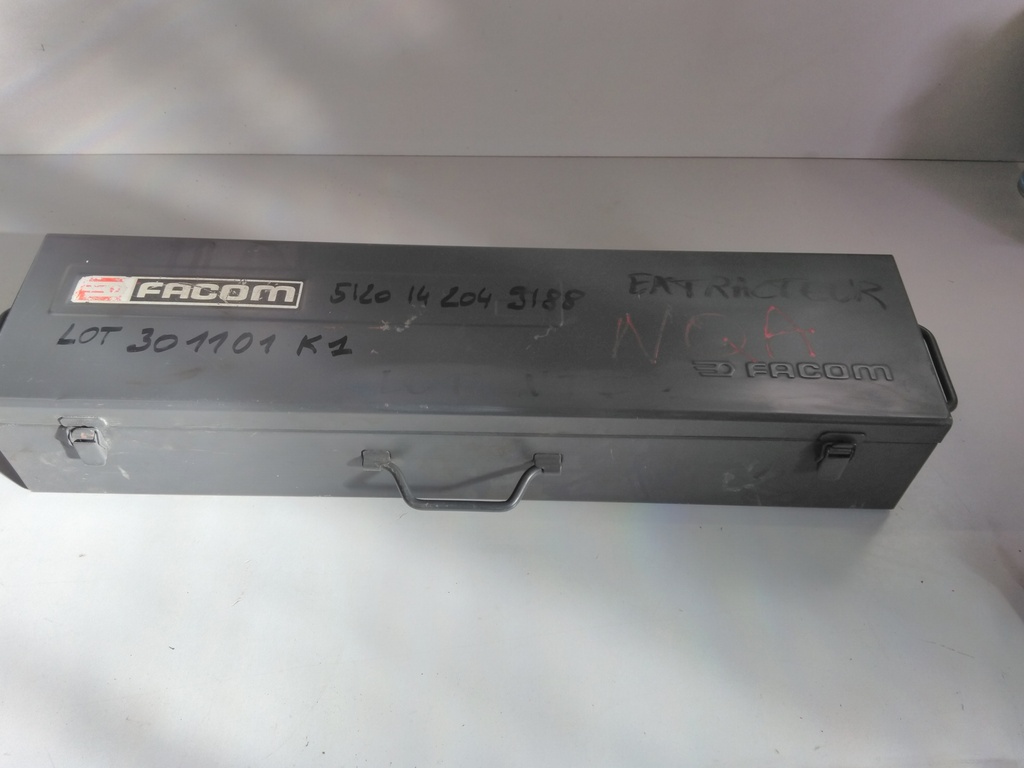 FACOM 5120 14 204 9188 EXTRACTEUR
LOT 301101 K1
NGA
FACOM